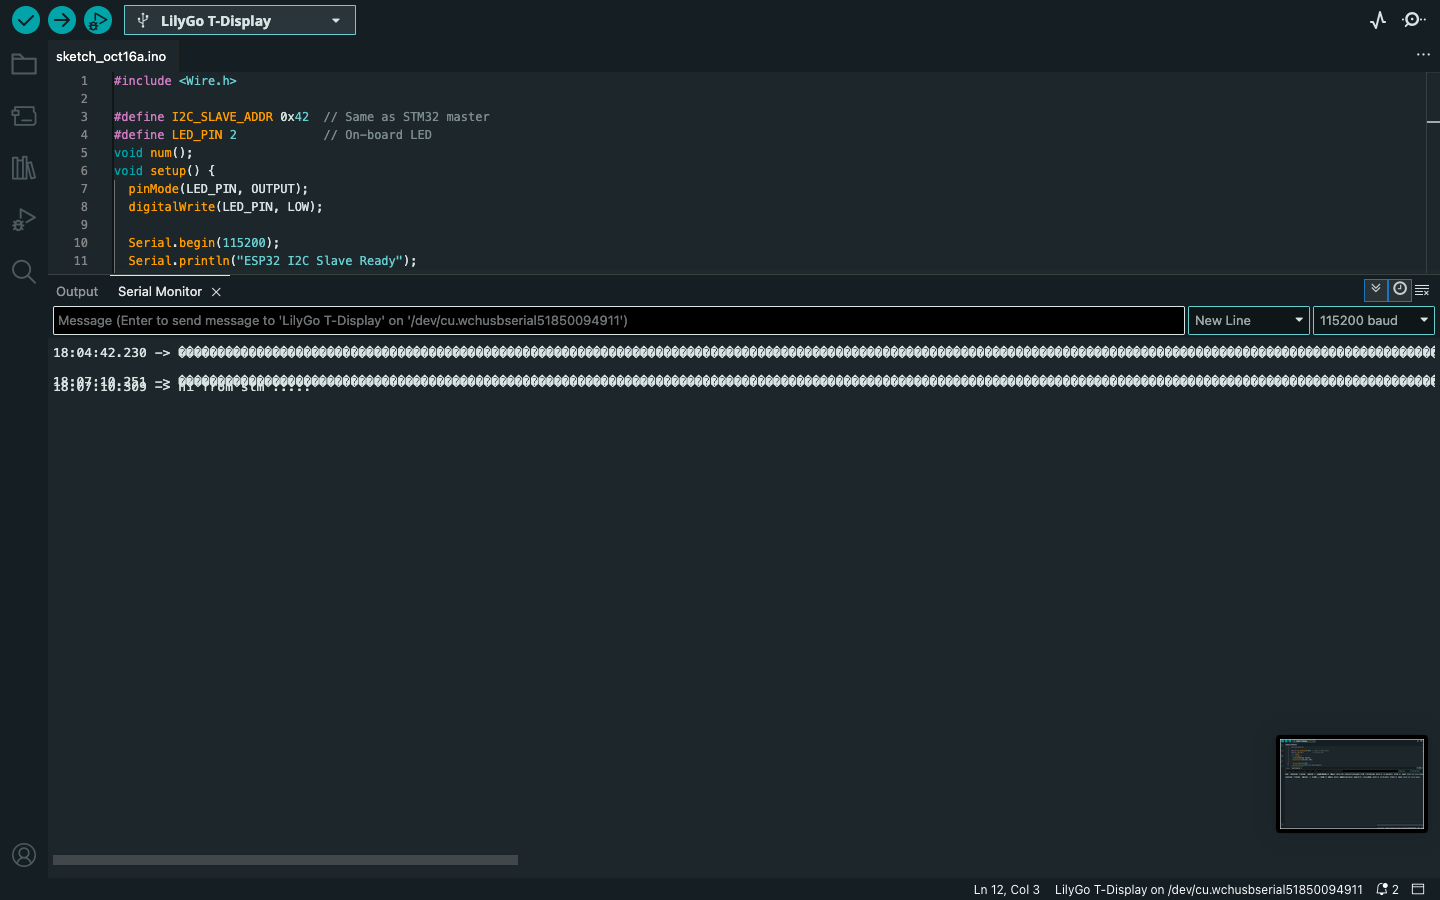 LilyGo T-Display
sketch_oct16a.ino
1 #include <Wire.h>
2
3 #define I2C_SLAVE_ADDR 0x42  // Same as STM32 master
4 #define LED_PIN 2            // On-board LED
5 void num();
6 void setup() {
7   pinMode(LED_PIN, OUTPUT);
8   digitalWrite(LED_PIN, LOW);
9
10   Serial.begin(115200);
11   Serial.println("ESP32 I2C Slave Ready");
Output Serial Monitor
Message (Enter to send message to 'LilyGo T-Display' on '/dev/cu.wchusbserial51850094911')
New Line
115200 baud
18:04:42.230 ->
18:07:10.251 ->
18:07:10.309 -> hi from stm .....
Ln 12, Col 3 LilyGo T-Display on /dev/cu.wchusbserial51850094911 2